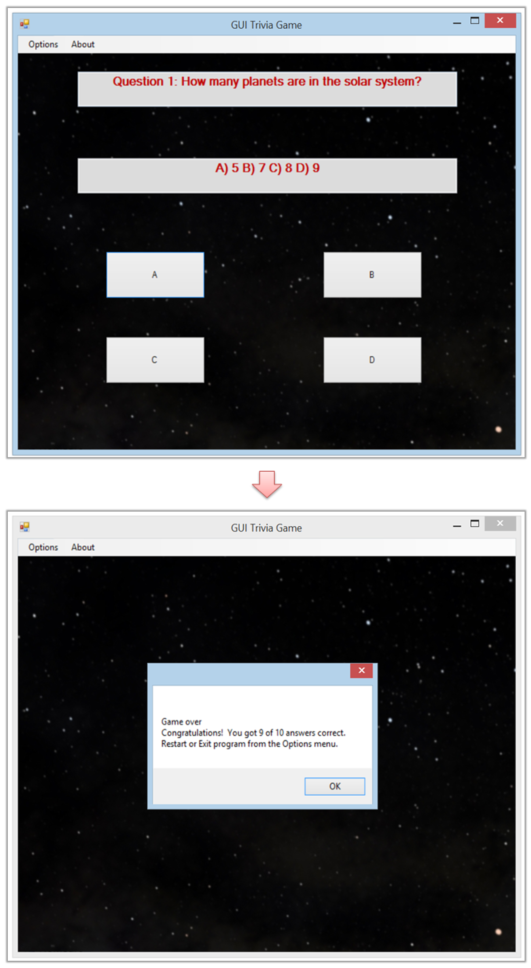 GUI Trivia Game
Options About
Question 1: How many planets are in the solar system?
A) 5 B) 7 C) 8 D) 9
A
B
C
D
GUI Trivia Game
Options About
Game over
Congratulations! You got 9 of 10 answers correct.
Restart or Exit program from the Options menu.
OK